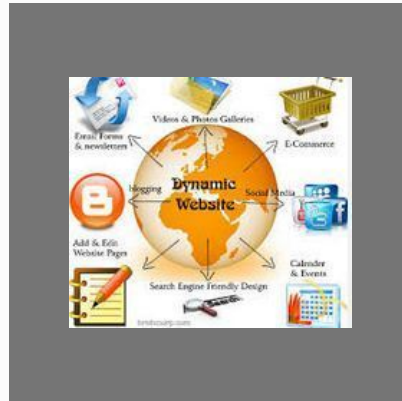 Videos & Photos Galleries
Email Forms
& newsletters
E-Commerce
blogging
Dynamic
Website
Social Media
Add & Edit
Website Pages
Calender
& Events
Search Engine Friendly Design